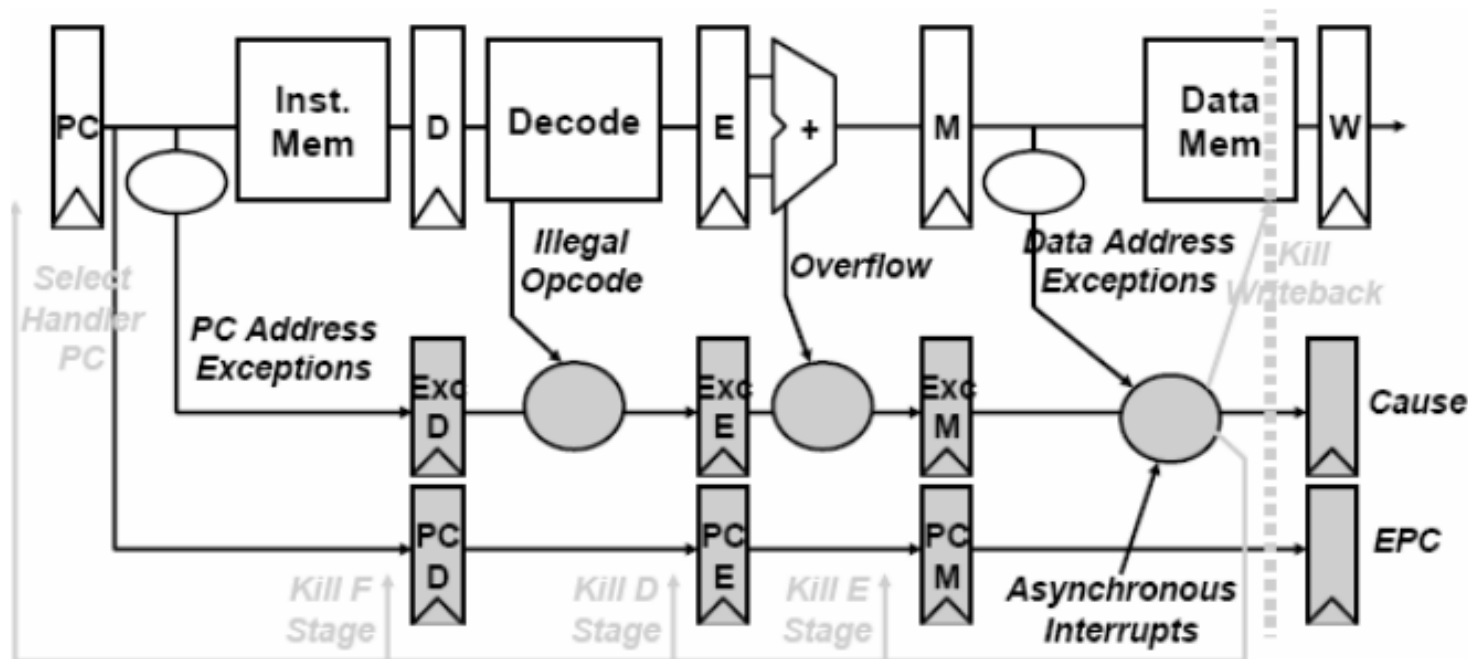 PC
Inst.
Mem
D
Decode
E
+
M
Data
Mem
W
Select
Handler
PC
PC Address
Exceptions
Illegal
Opcode
Overflow
Data Address
Exceptions
Kill
Writeback
Exc
D
Exc
E
Exc
M
Cause
PC
D
PC
E
PC
M
EPC
Kill F
Stage
Kill D
Stage
Kill E
Stage
Asynchronous
Interrupts